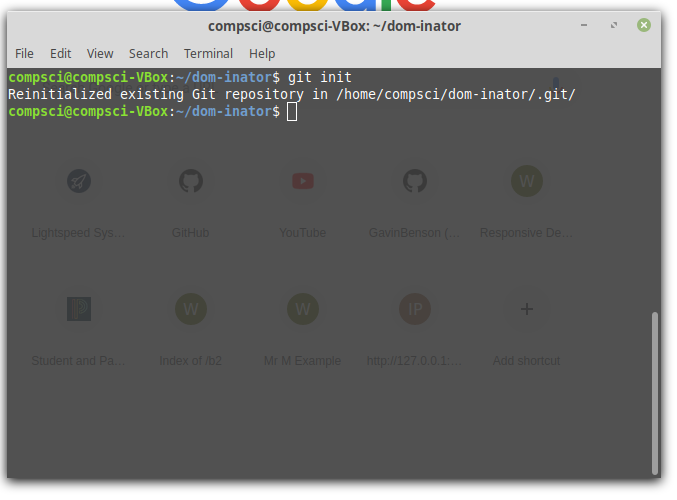 Google
compsci@compsci-VBox: ~/dom-inator
File Edit View Search Terminal Help
compsci@compsci-VBox:~/dom-inator$ git init
Reinitialized existing Git repository in /home/compsci/dom-inator/.git/
compsci@compsci-VBox:~/dom-inator$
Lightspeed Sys... GitHub YouTube GavinBenson (... Responsive De...
W
W W IP +
Student and Pa... Index of /b2 Mr M Example http://127.0.0.1:... Add shortcut